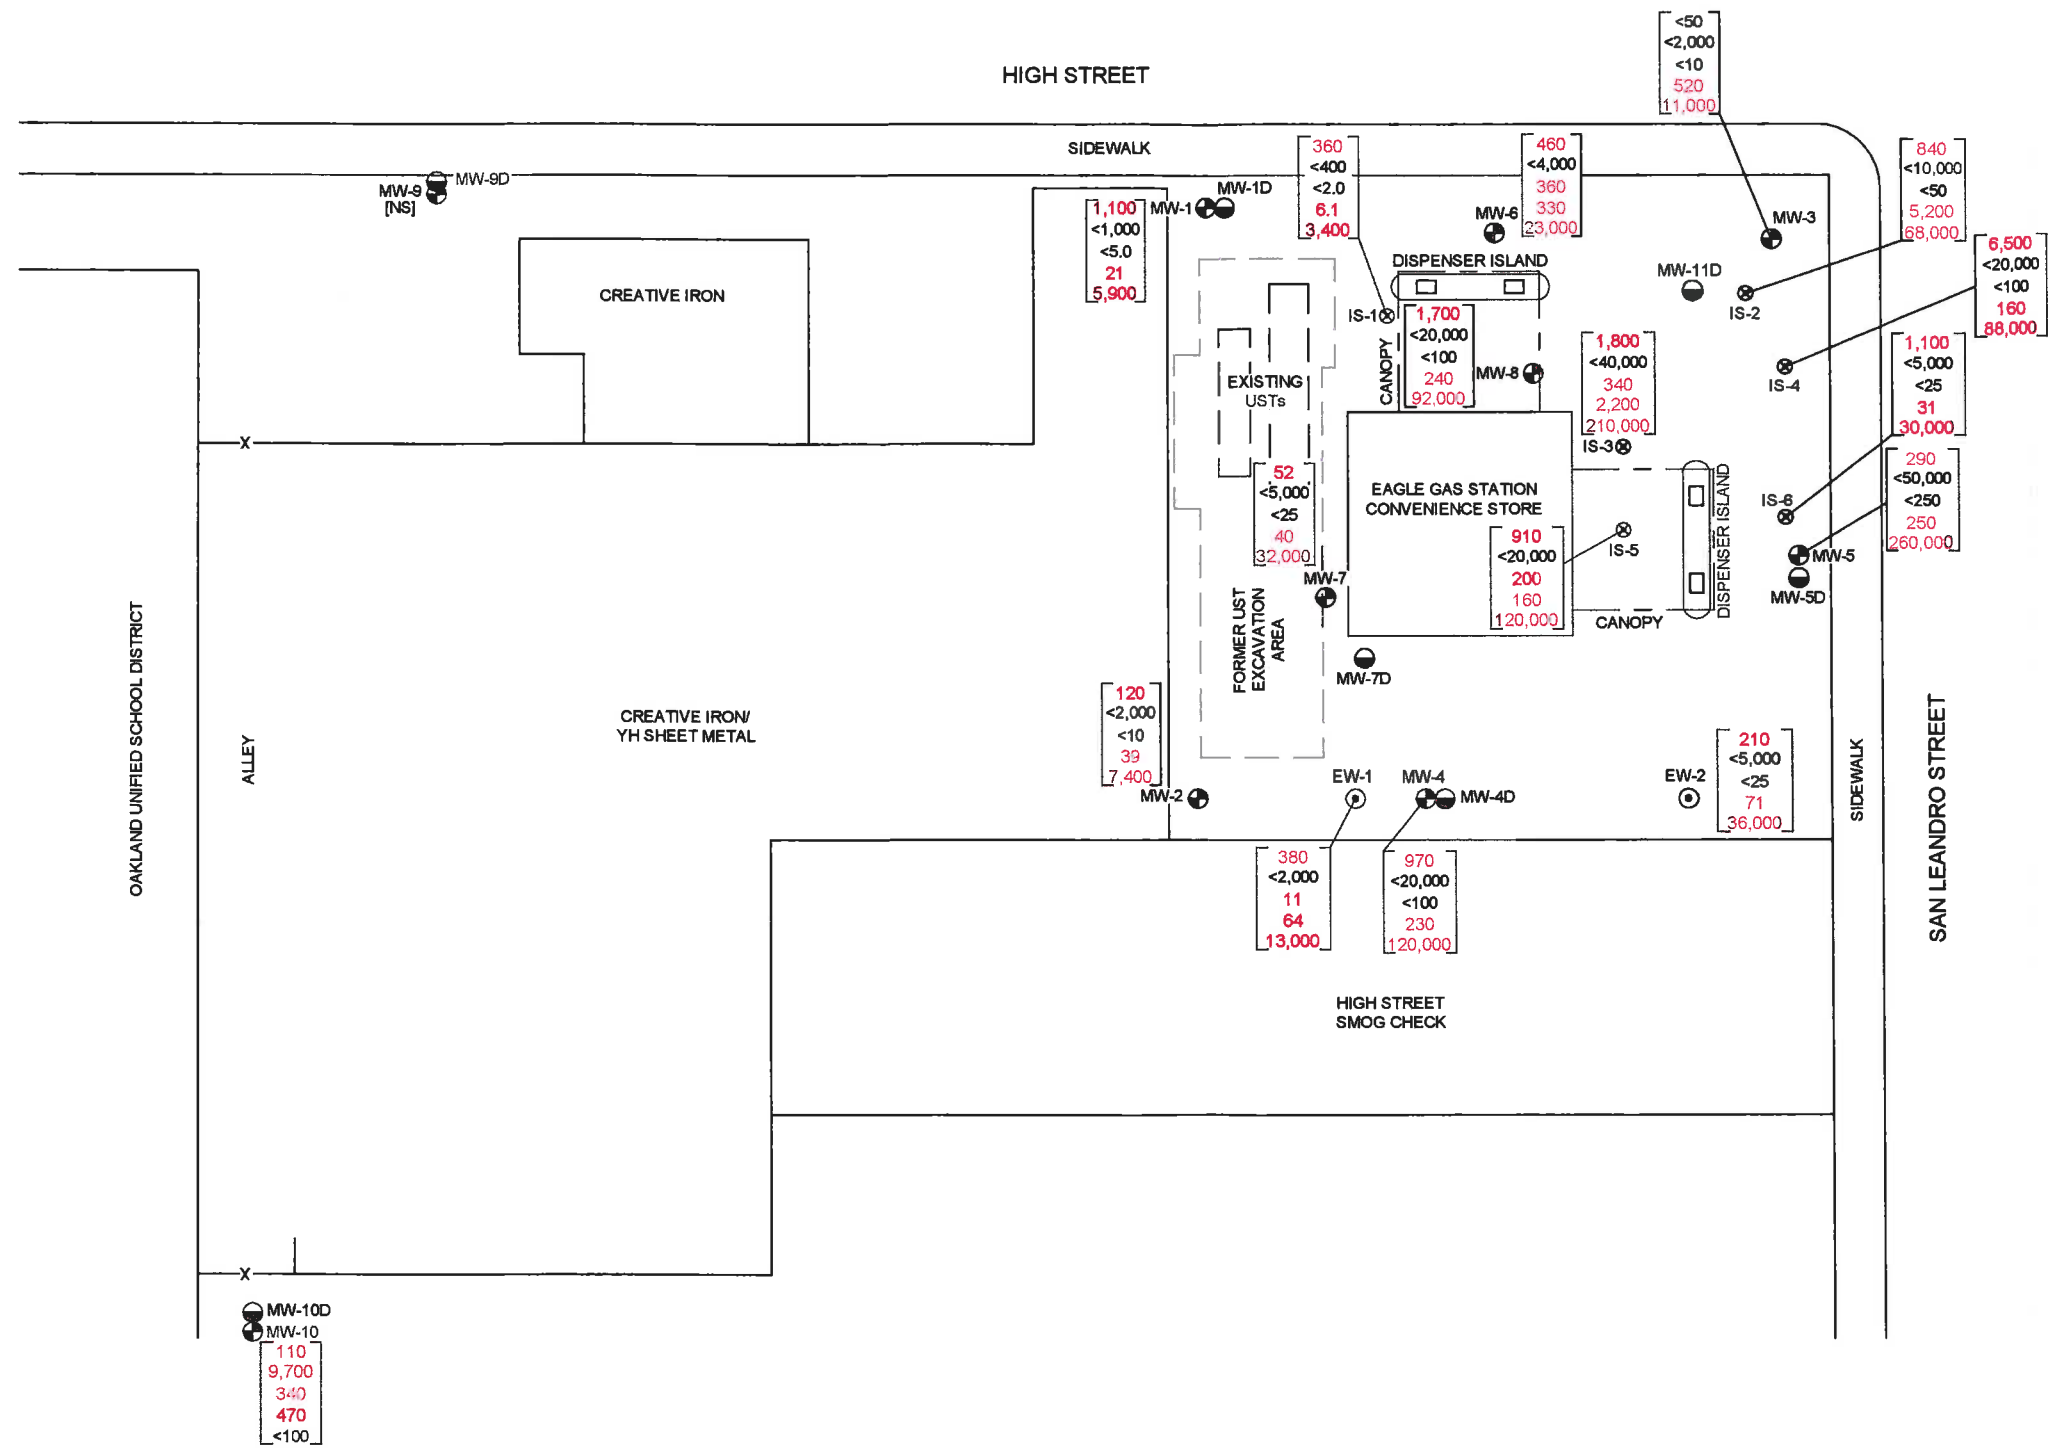 <50
<2,000
<10
520
11,000
HIGH STREET
SIDEWALK
360
<400
<2.0
6.1
3,400
460
<4,000
360
330
23,000
840
<10,000
<50
5,200
68,000
MW-9D
MW-9
[NS]
MW-1D
MW-1
1,100
<1,000
<5.0
21
5,900
MW-6
MW-3
6,500
<20,000
<100
160
88,000
DISPENSER ISLAND
MW-11D
IS-2
CREATIVE IRON
IS-1
1,700
<20,000
<100
240
92,000
CANOPY
MW-8
1,800
<40,000
340
2,200
210,000
IS-3
IS-4
1,100
<5,000
<25
31
30,000
EXISTING
USTs
52
<5,000
<25
40
32,000
EAGLE GAS STATION
CONVENIENCE STORE
290
<50,000
<250
250
260,000
IS-6
DISPENSER ISLAND
IS-5
910
<20,000
200
160
120,000
MW-5
MW-5D
MW-7
CANOPY
FORMER UST
EXCAVATION
AREA
MW-7D
OAKLAND UNIFIED SCHOOL DISTRICT
ALLEY
CREATIVE IRON/
YH SHEET METAL
120
<2,000
<10
39
7,400
MW-2
EW-1
MW-4
MW-4D
EW-2
210
<5,000
<25
71
36,000
SIDEWALK
SAN LEANDRO STREET
380
<2,000
11
64
13,000
970
<20,000
<100
230
120,000
HIGH STREET
SMOG CHECK
X
X
MW-10D
MW-10
110
9,700
340
470
<100